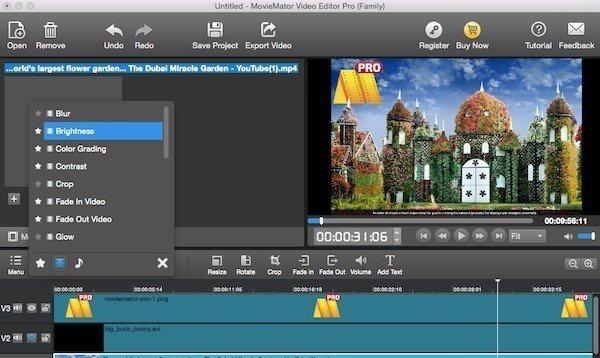 Untitled - MovieMator Video Editor Pro (Family)
Open Remove Undo Redo Save Project Export Video Register Buy Now Tutorial Feedback
...orld's largest flower garden... The Dubai Miracle Garden - YouTube(1).mp4
PRO
Blur
Brightness
Color Grading
Contrast
Crop
Fade In Video
Fade Out Video
Glow
00:09:56:11
00:00:31:06 Fit
Menu Resize Rotate Crop Fade in Fade Out Volume Add Text
00:00:00:00 00:00:05:14 00:00:11:05 00:00:16:20 00:00:22:10 00:00:28:01 00:00:33:15
V3 moviemator-pro-1.png PRO PRO PRO
V2 big_buck_bunny.avi